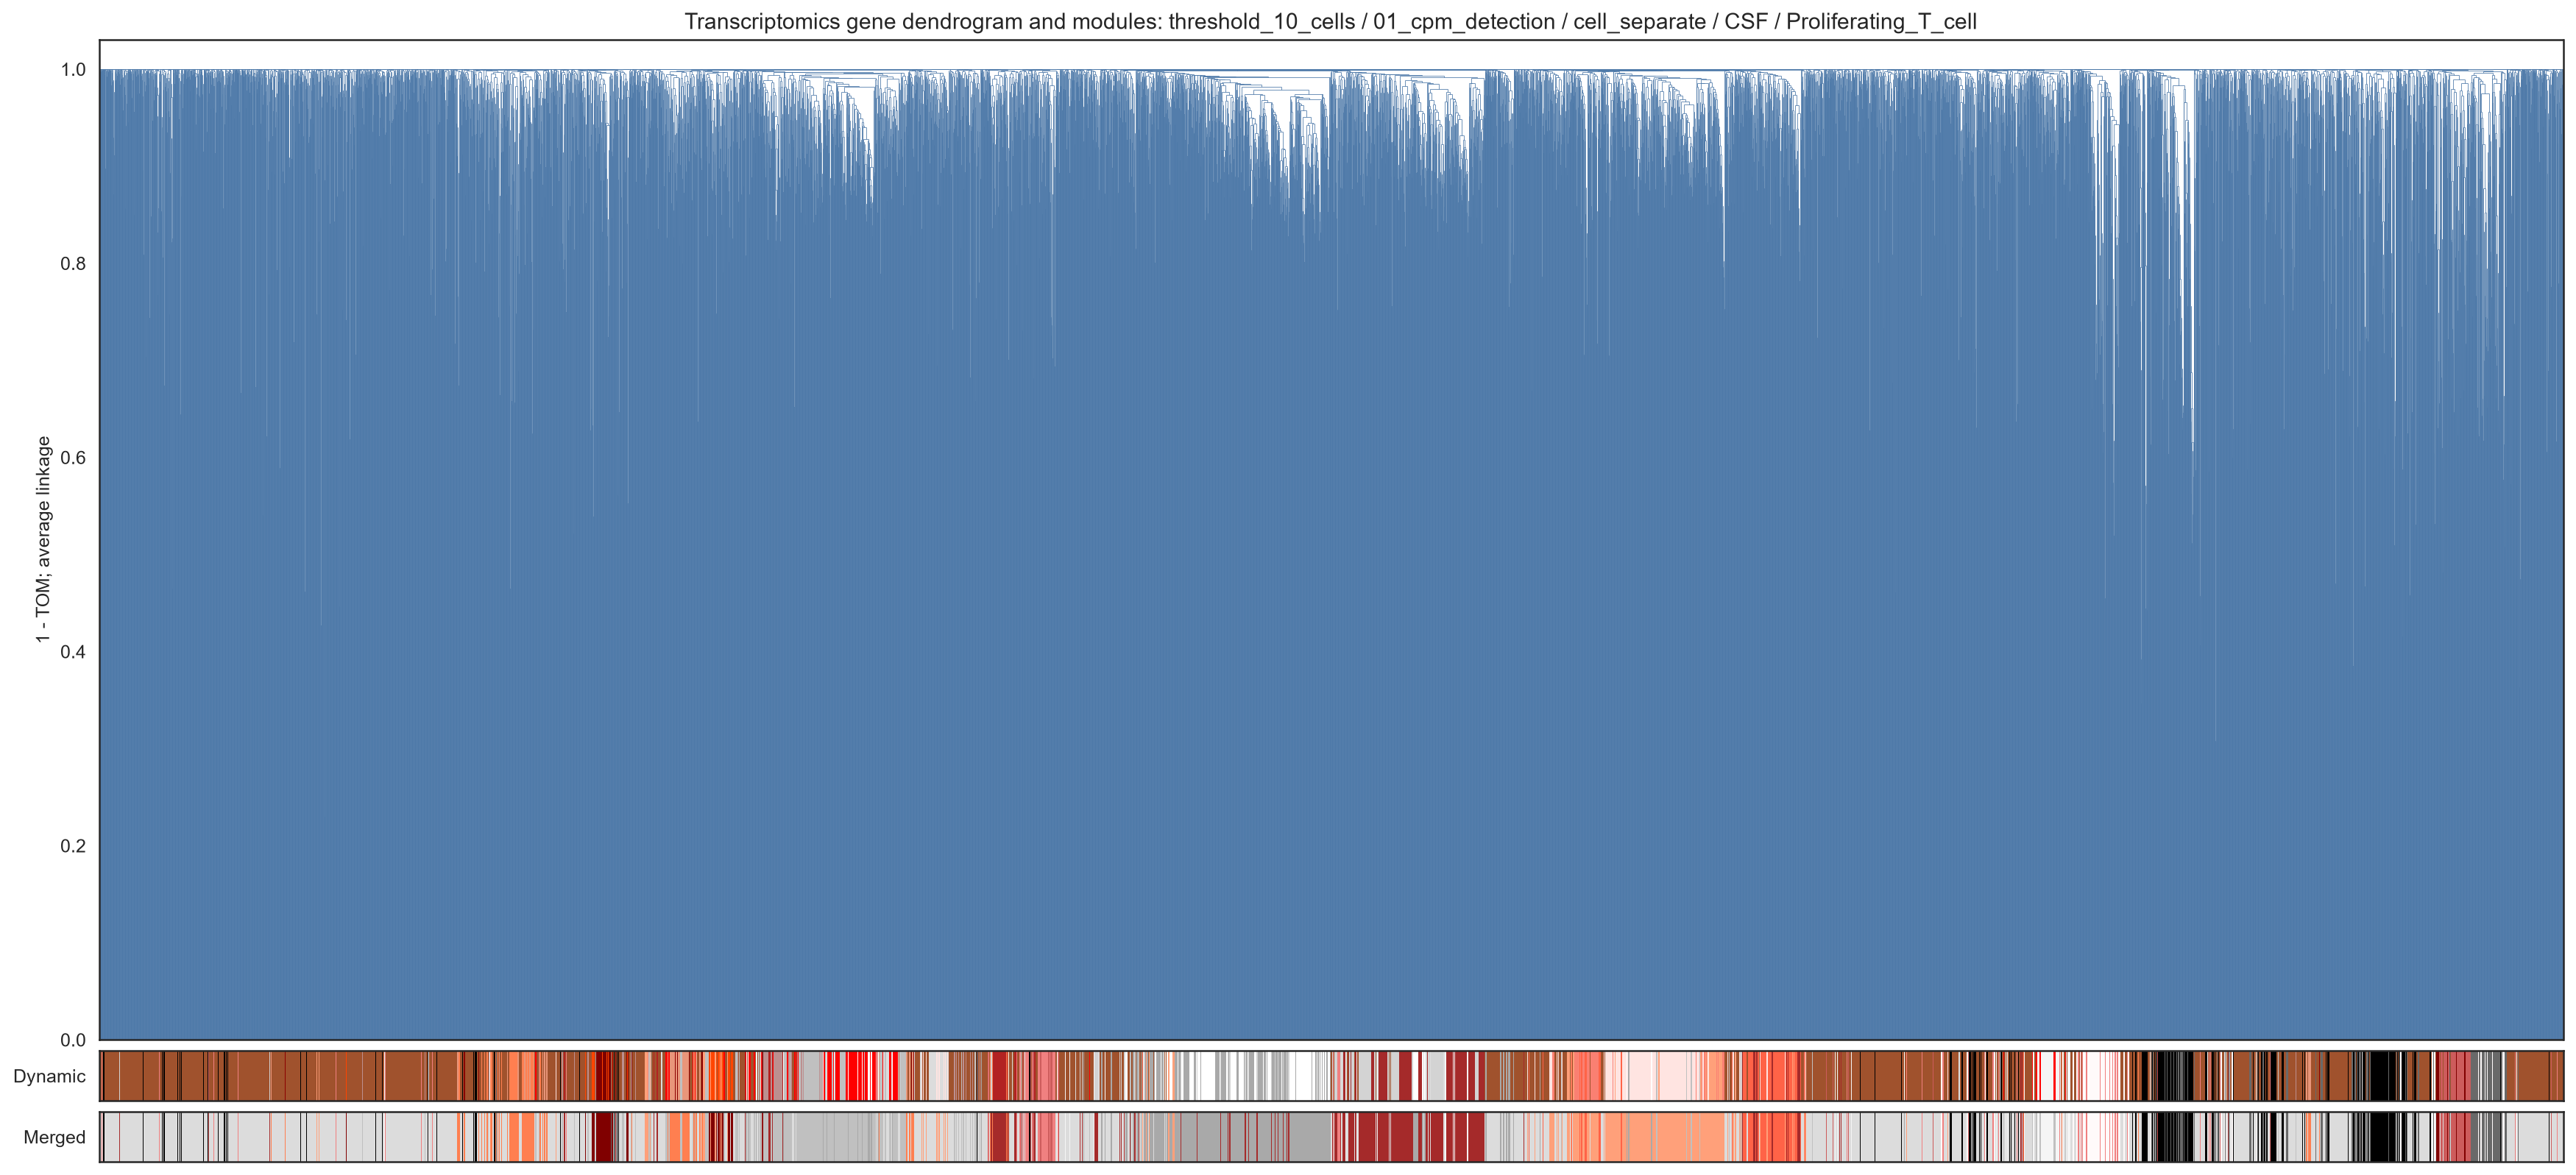 Transcriptomics gene dendrogram and modules: threshold_10_cells / 01_cpm_detection / cell_separate / CSF / Proliferating_T_cell
1.0
0.8
0.6
0.4
0.2
0.0
1 - TOM; average linkage
Dynamic
Merged